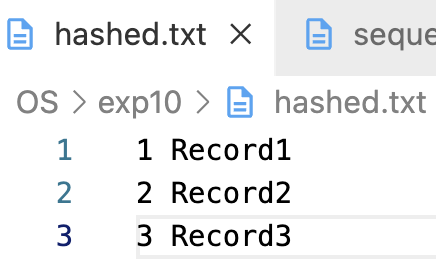 hashed.txt × seque
OS > exp10 > hashed.txt
1 1 Record1
2 2 Record2
3 3 Record3